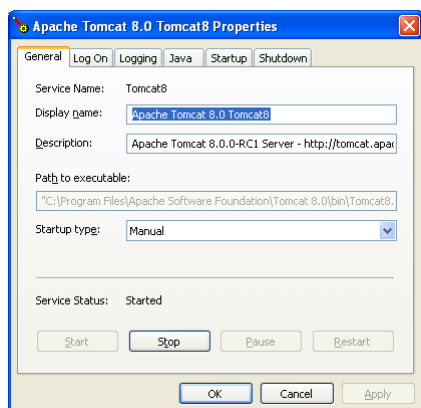 Apache Tomcat 8.0 Tomcat8 Properties
General Log On Logging Java Startup Shutdown
Service Name: Tomcat8
Display name: Apache Tomcat 8.0 Tomcat8
Description: Apache Tomcat 8.0.0-RC1 Server - http://tomcat.apac
Path to executable:
"C:\Program Files\Apache Software Foundation\Tomcat 8.0\bin\Tomcat8.
Startup type: Manual
Service Status: Started
Start Stop Pause Restart
OK Cancel Apply